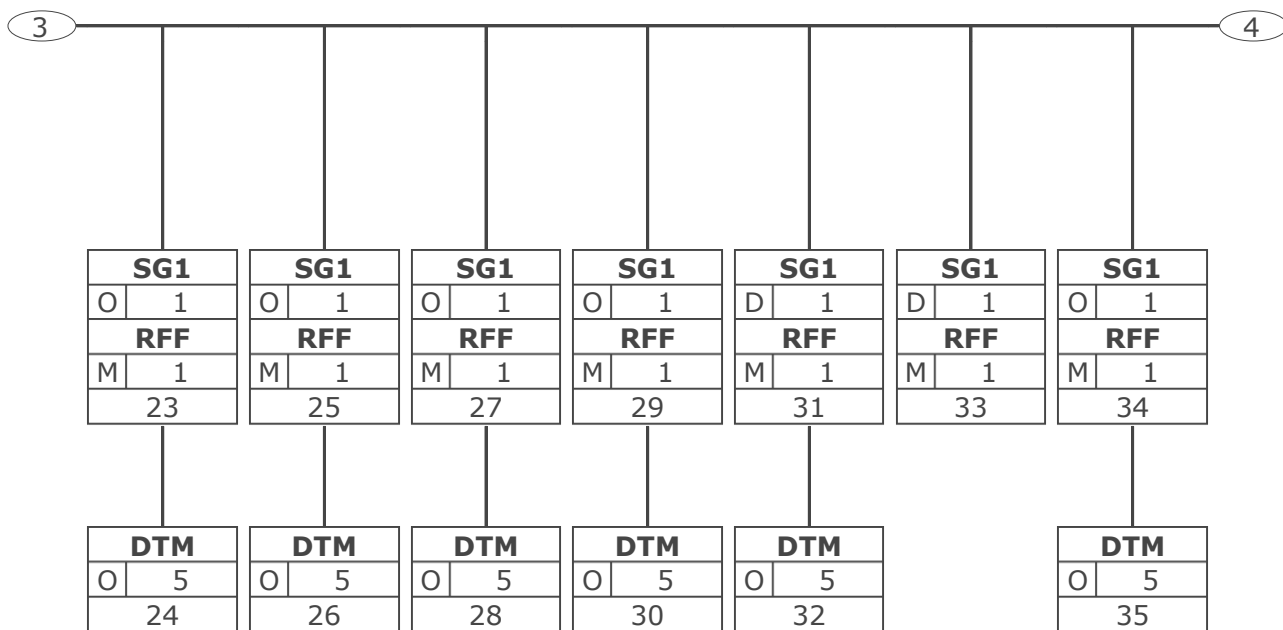 3 4
SG1 SG1 SG1 SG1 SG1 SG1 SG1
O 1 O 1 O 1 O 1 D 1 D 1 O 1
RFF RFF RFF RFF RFF RFF RFF
M 1 M 1 M 1 M 1 M 1 M 1 M 1
23 25 27 29 31 33 34
DTM DTM DTM DTM DTM DTM
O 5 O 5 O 5 O 5 O 5 O 5
24 26 28 30 32 35